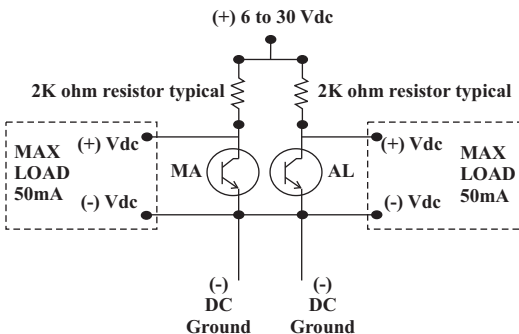 (+) 6 to 30 Vdc
2K ohm resistor typical
2K ohm resistor typical
(+) Vdc
MAX
LOAD
50mA
(-) Vdc
MA
AL
(+) Vdc
MAX
LOAD
50mA
(-) Vdc
(-)
DC
Ground
(-)
DC
Ground